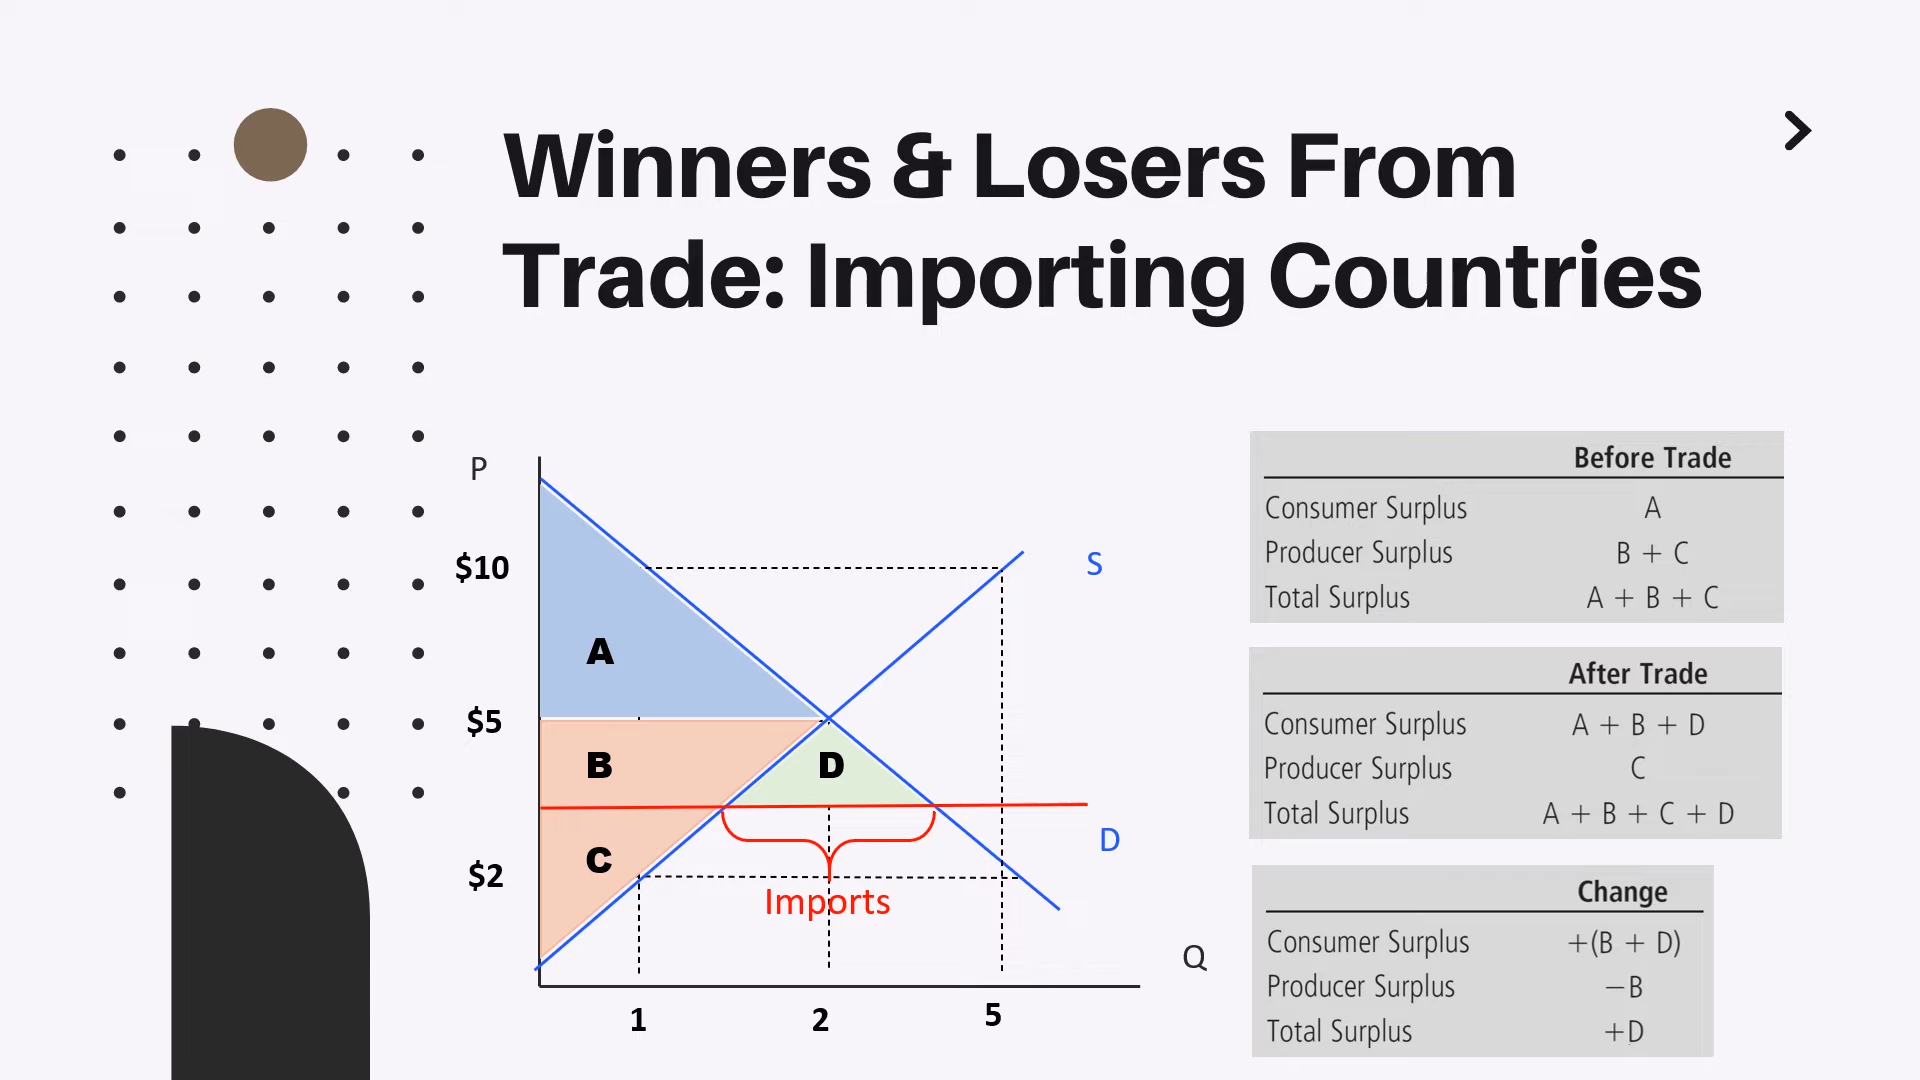 Winners & Losers From
Trade: Importing Countries
P
$10
S
A
$5
B
D
D
C
$2
Imports
Q
1
2
5
Before Trade
Consumer Surplus A
Producer Surplus B + C
Total Surplus A + B + C
After Trade
Consumer Surplus A + B + D
Producer Surplus C
Total Surplus A + B + C + D
Change
Consumer Surplus +(B + D)
Producer Surplus −B
Total Surplus +D